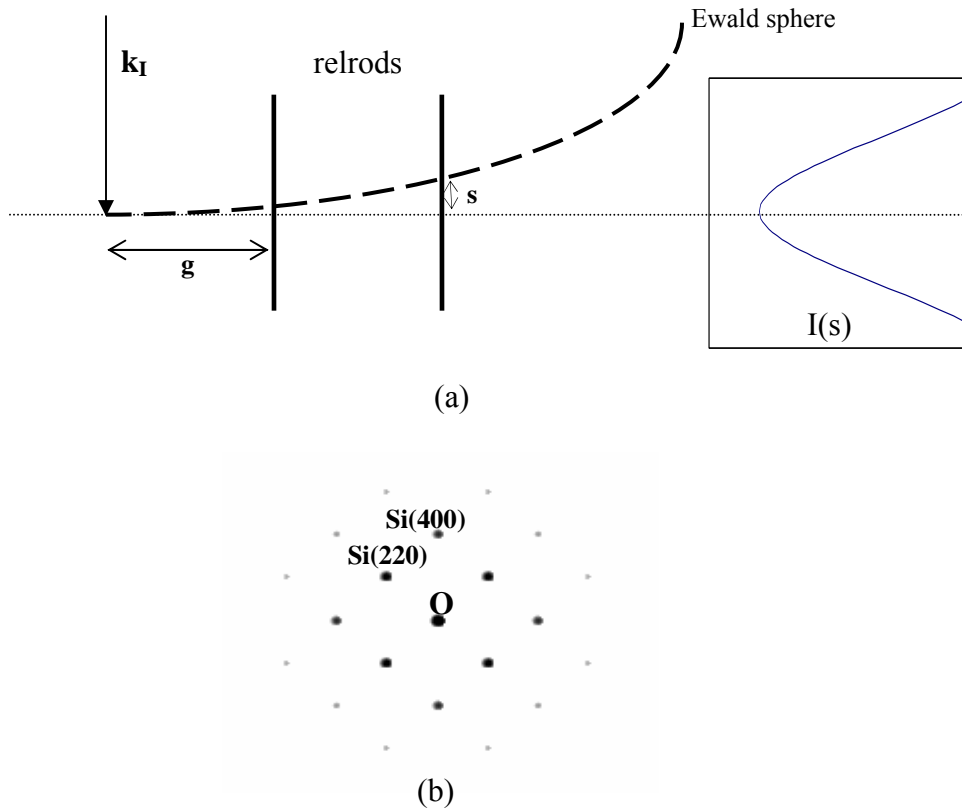 Ewald sphere
k_I
relrods
s
g
I(s)
(a)
Si(400)
Si(220)
O
(b)